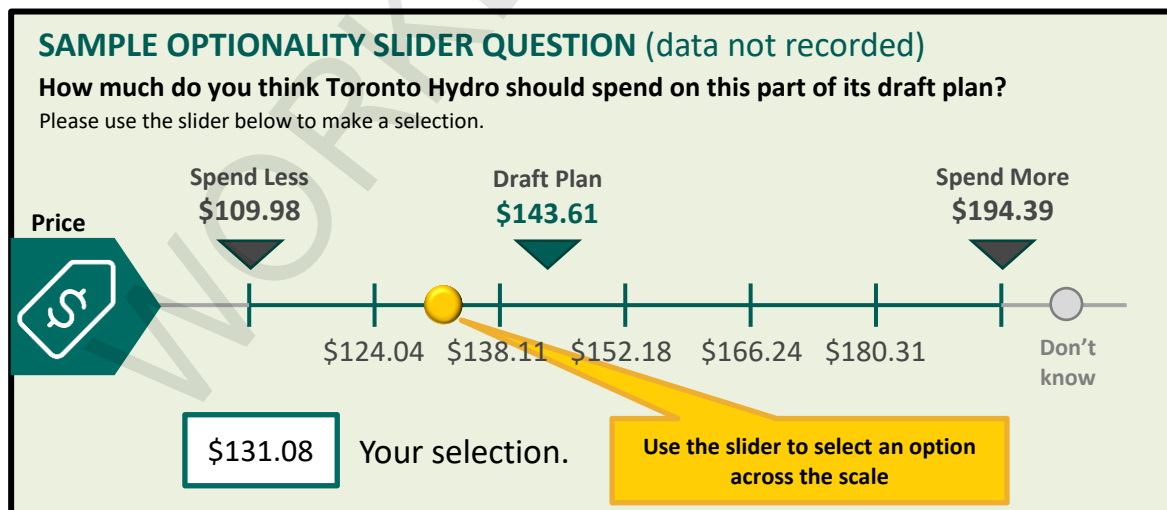 SAMPLE OPTIONALITY SLIDER QUESTION (data not recorded)
How much do you think Toronto Hydro should spend on this part of its draft plan?
Please use the slider below to make a selection.
Spend Less
$109.98
Draft Plan
$143.61
Spend More
$194.39
Price
$
$124.04 $138.11 $152.18 $166.24 $180.31
Don't
know
$131.08 Your selection.
Use the slider to select an option
across the scale